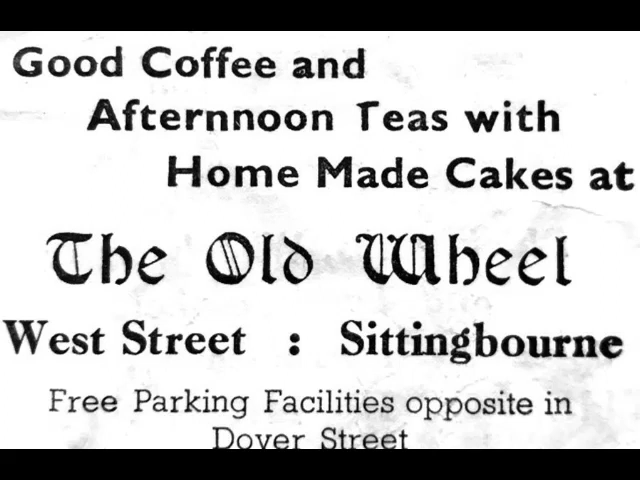 Good Coffee and
Afternnoon Teas with
Home Made Cakes at
The Old Wheel
West Street : Sittingbourne
Free Parking Facilities opposite in
Dover Street